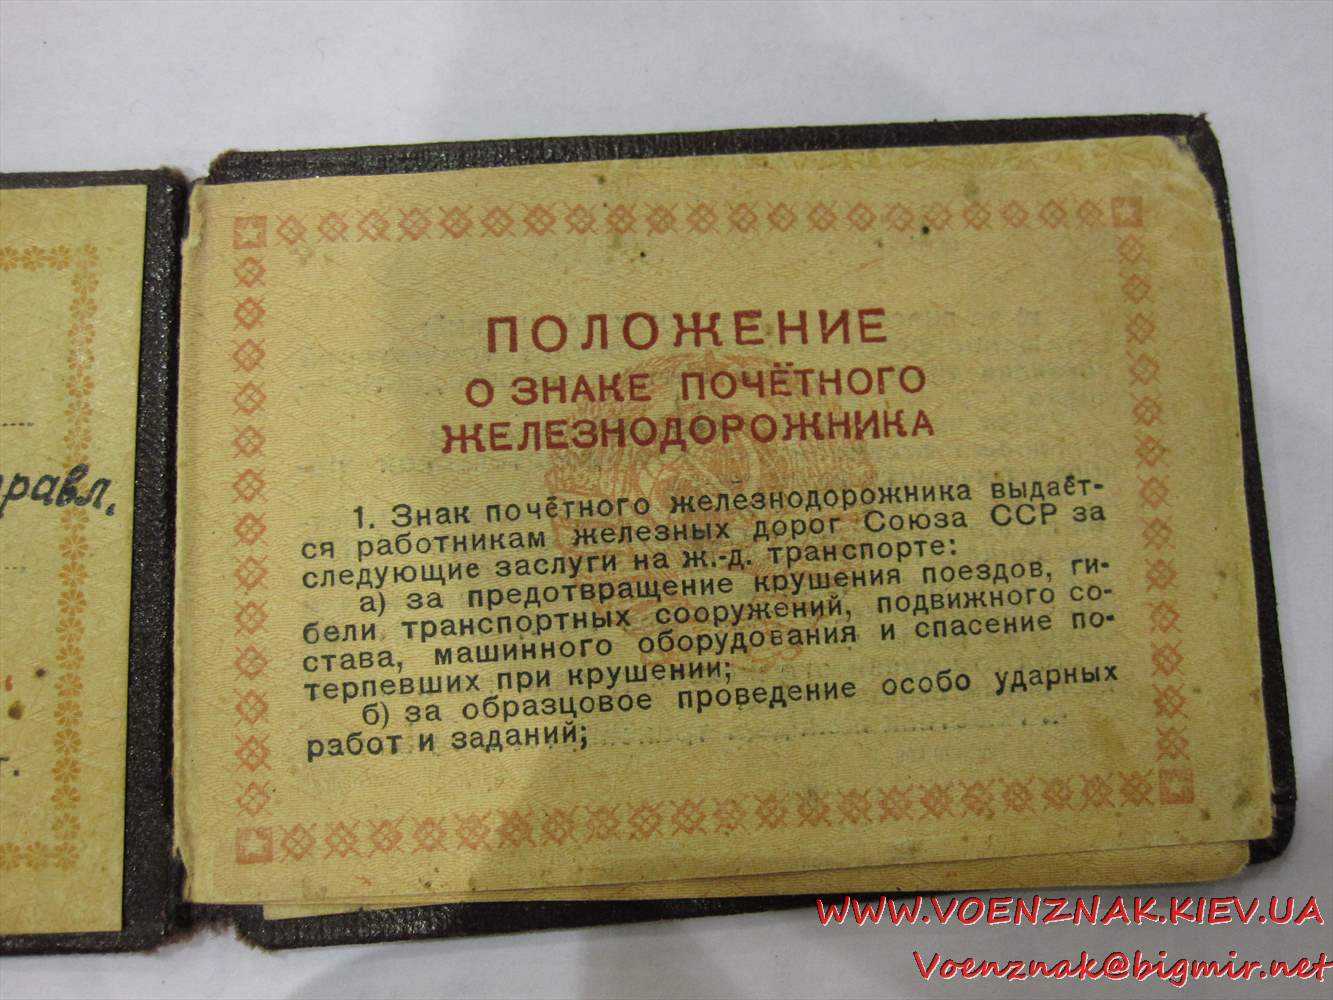 ПОЛОЖЕНИЕ
О ЗНАКЕ ПОЧЁТНОГО
ЖЕЛЕЗНОДОРОЖНИКА
1. Знак почётного железнодорожника выдаёт-
ся работникам железных дорог Союза ССР за
следующие заслуги на ж.-д. транспорте:
а) за предотвращение крушения поездов, ги-
бели транспортных сооружений, подвижного со-
става, машинного оборудования и спасение по-
терпевших при крушении;
б) за образцовое проведение особо ударных
работ и заданий;
равл.
г.
WWW.VOENZNAK.KIEV.UA
Voenznak@bigmir.net